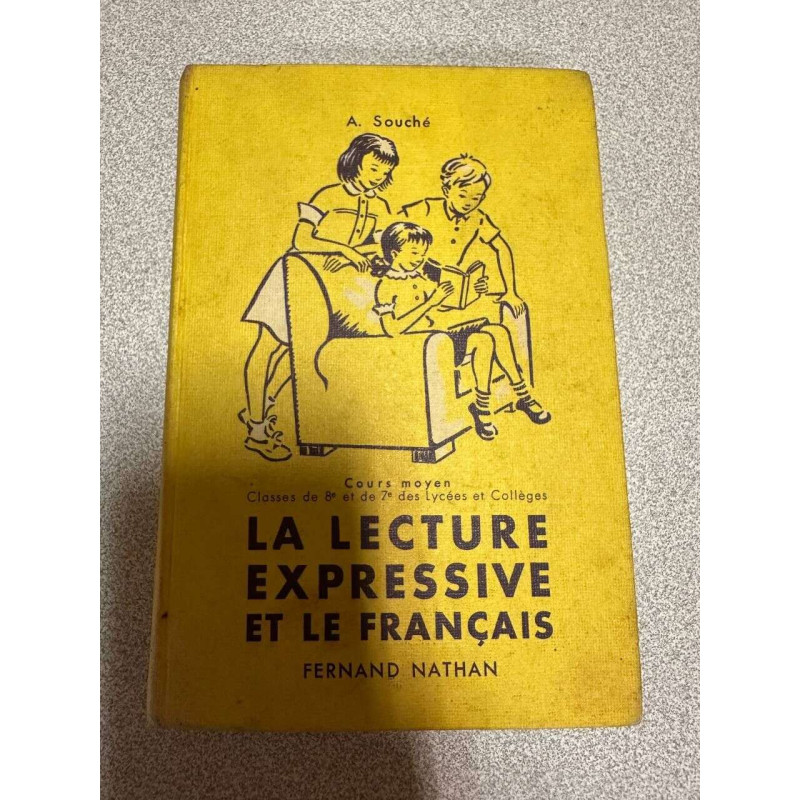 A. Souché
Cours moyen
Classes de 8e et de 7e des Lycées et Collèges
LA LECTURE
EXPRESSIVE
ET LE FRANÇAIS
FERNAND NATHAN